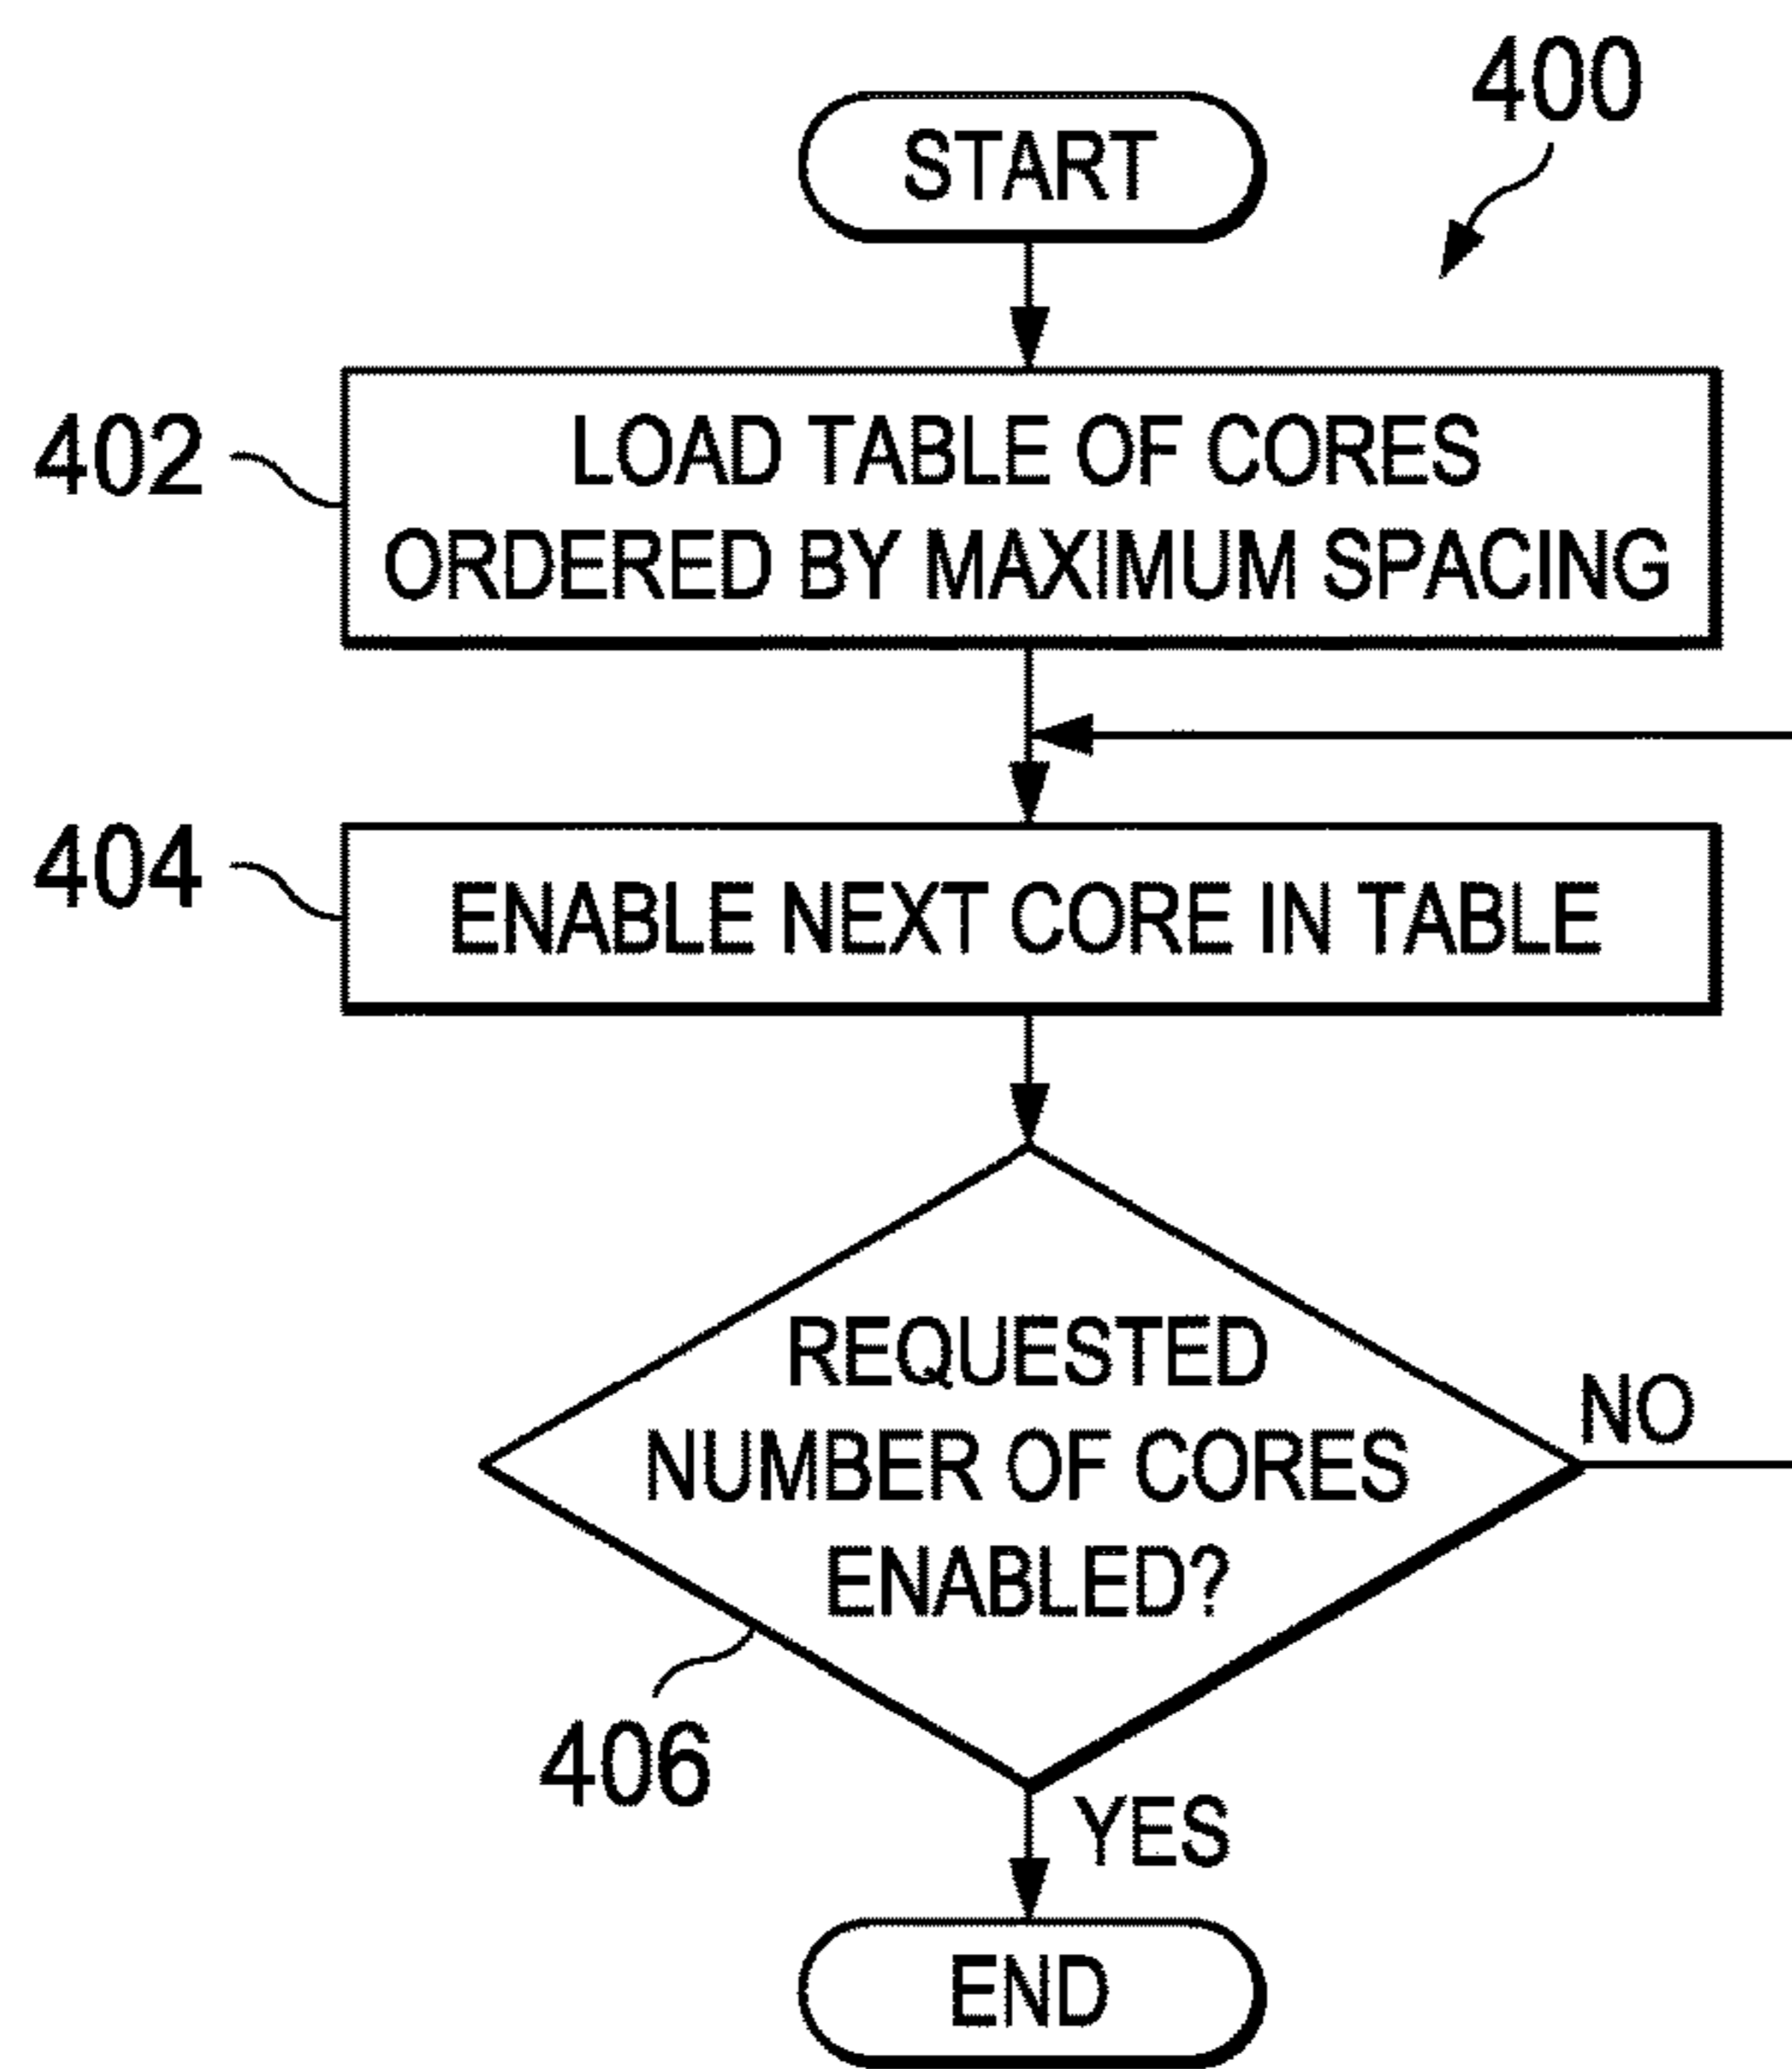 400
START
402
LOAD TABLE OF CORES
ORDERED BY MAXIMUM SPACING
404
ENABLE NEXT CORE IN TABLE
REQUESTED
NUMBER OF CORES
ENABLED?
NO
406
YES
END